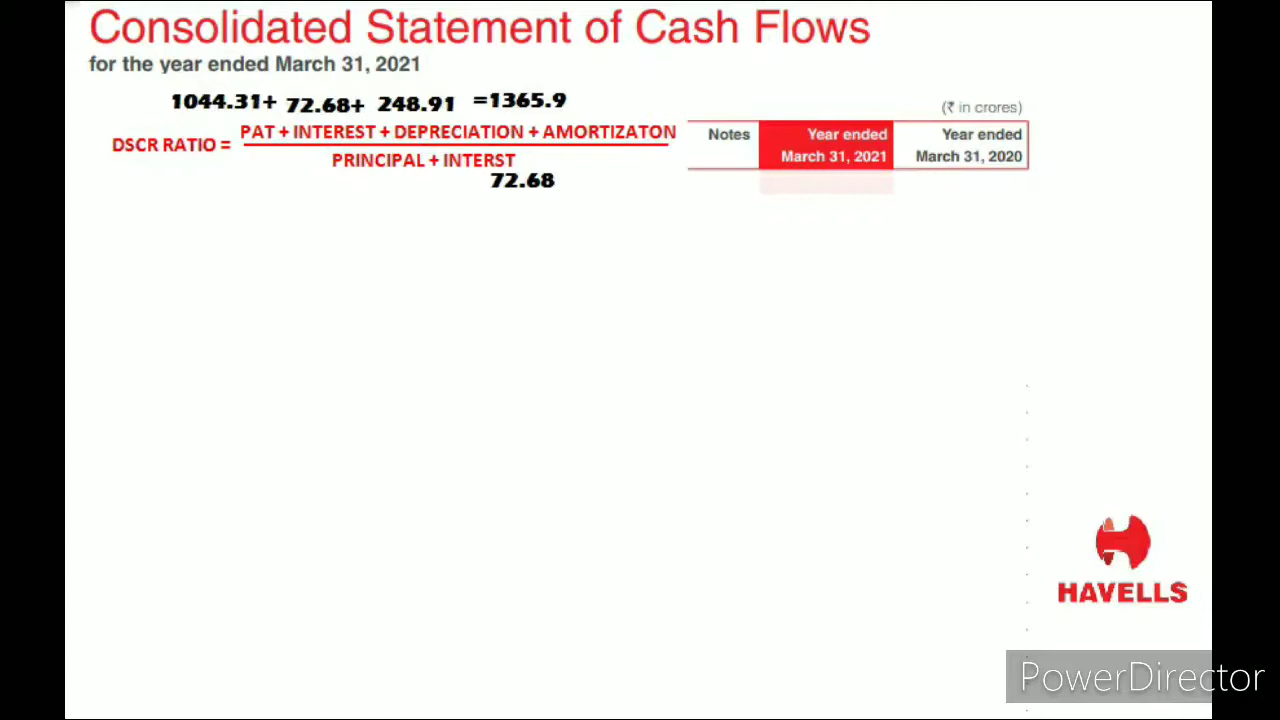 Consolidated Statement of Cash Flows
for the year ended March 31, 2021
1044.31+ 72.68+ 248.91 =1365.9
(₹ in crores)
DSCR RATIO = PAT + INTEREST + DEPRECIATION + AMORTIZATON
PRINCIPAL + INTERST
72.68
Notes Year ended Year ended
March 31, 2021 March 31, 2020
HAVELLS
PowerDirector